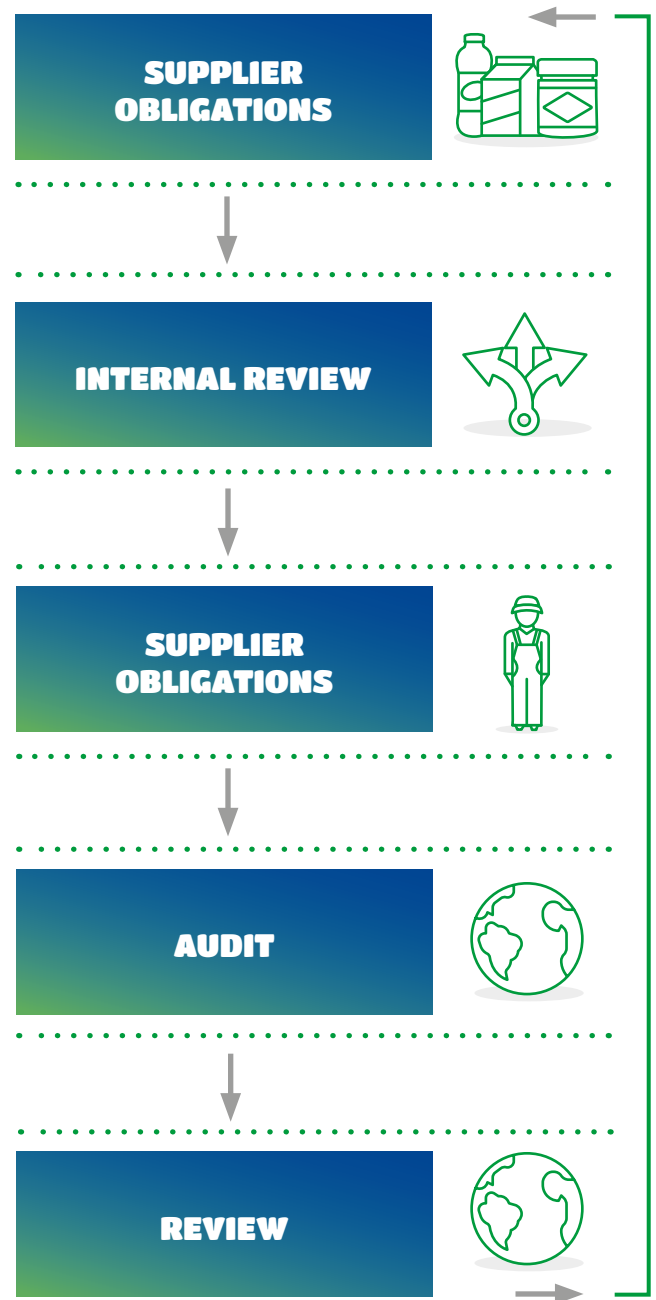 SUPPLIER
OBLIGATIONS
INTERNAL REVIEW
SUPPLIER
OBLIGATIONS
AUDIT
REVIEW